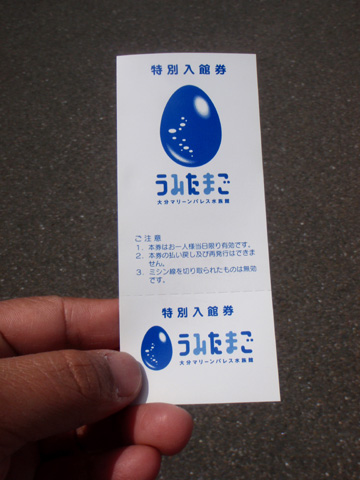 特別入館券
うみたまご
大分マリーンパレス水族館
ご注意
1. 本券はお一人様当日限り有効です。
2. 本券の払い戻し及び再発行はできま
せん。
3. ミシン線を切り取られたものは無効
です。
特別入館券
うみたまご
大分マリーンパレス水族館